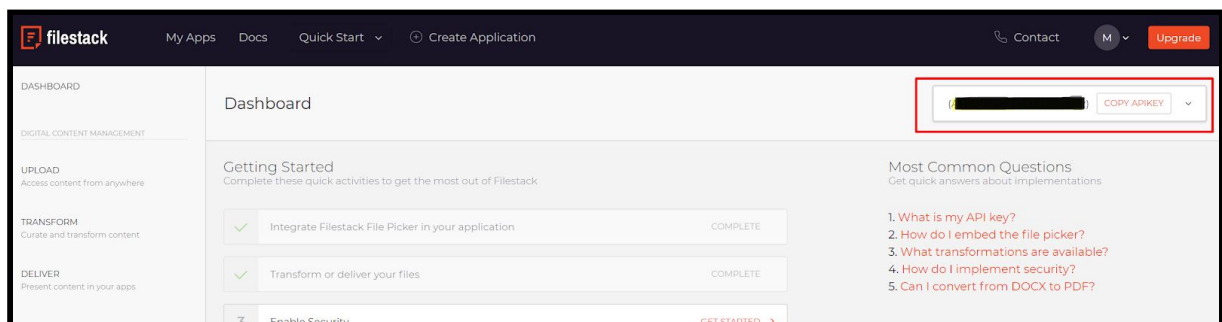 filestack My Apps Docs Quick Start Create Application Contact M Upgrade
DASHBOARD
Dashboard
COPY APIKEY
DIGITAL CONTENT MANAGEMENT
UPLOAD
Access content from anywhere
TRANSFORM
Curate and transform content
DELIVER
Present content in your apps
Getting Started
Complete these quick activities to get the most out of Filestack
Integrate Filestack File Picker in your application COMPLETE
Transform or deliver your files COMPLETE
3 Enable Security GET STARTED
Most Common Questions
Get quick answers about implementations
1. What is my API key?
2. How do I embed the file picker?
3. What transformations are available?
4. How do I implement security?
5. Can I convert from DOCX to PDF?